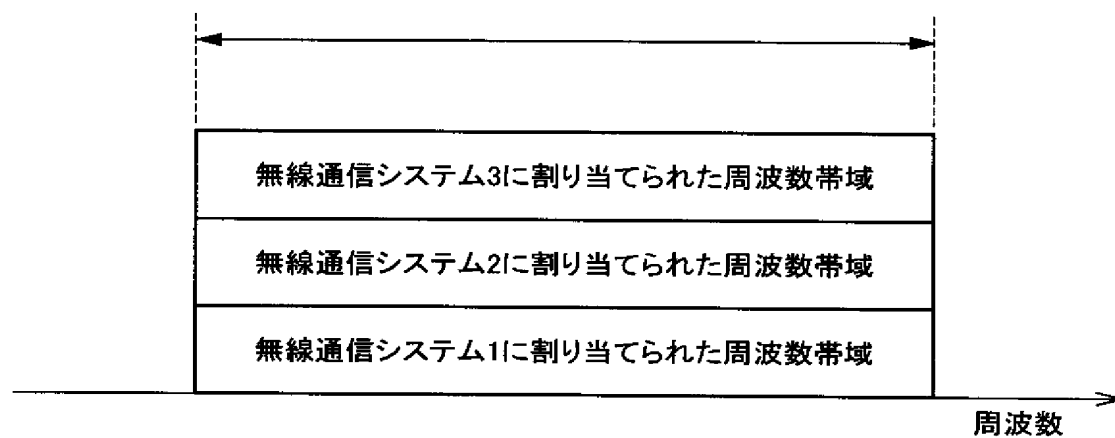 無線通信システム3に割り当てられた周波数帯域
無線通信システム2に割り当てられた周波数帯域
無線通信システム1に割り当てられた周波数帯域
周波数